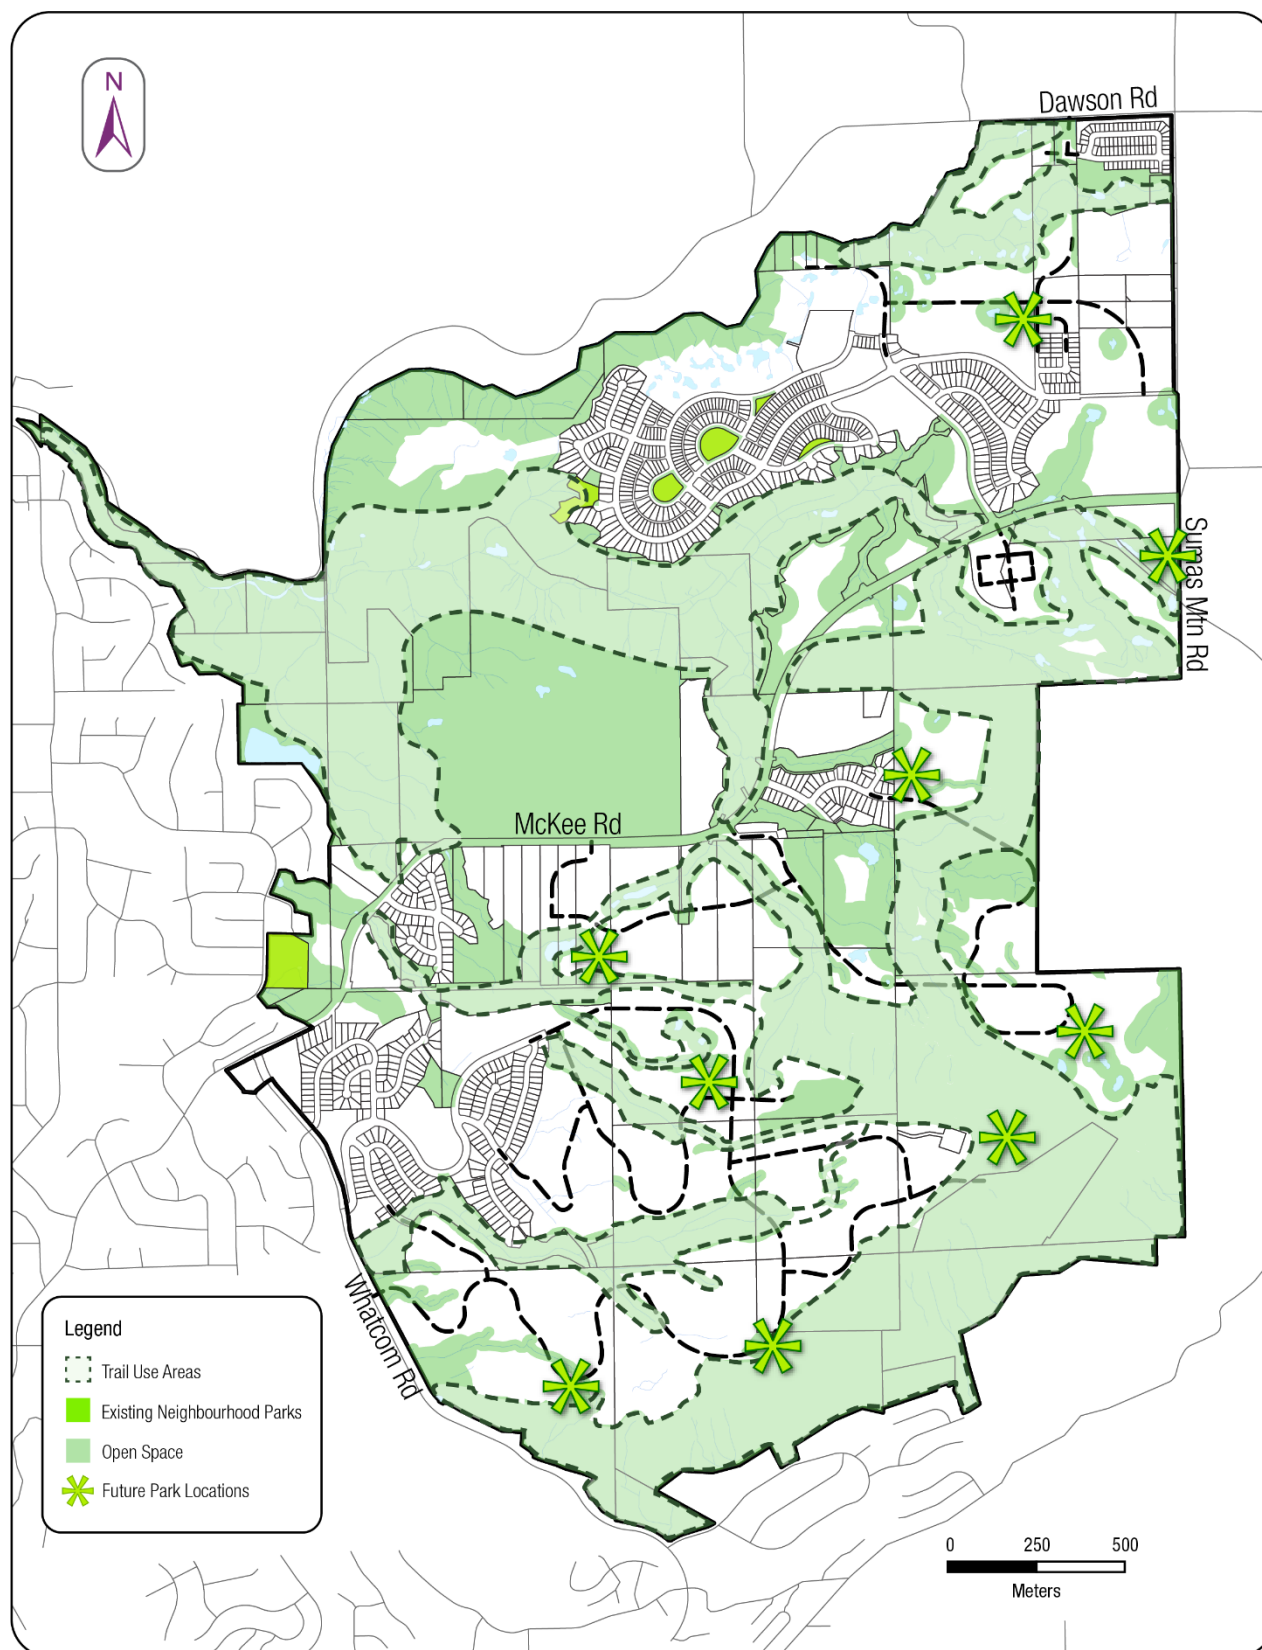 N
Dawson Rd
Sumas Mtn Rd
McKee Rd
Whatcom Rd
Legend
Trail Use Areas
Existing Neighbourhood Parks
Open Space
Future Park Locations
0 250 500
Meters